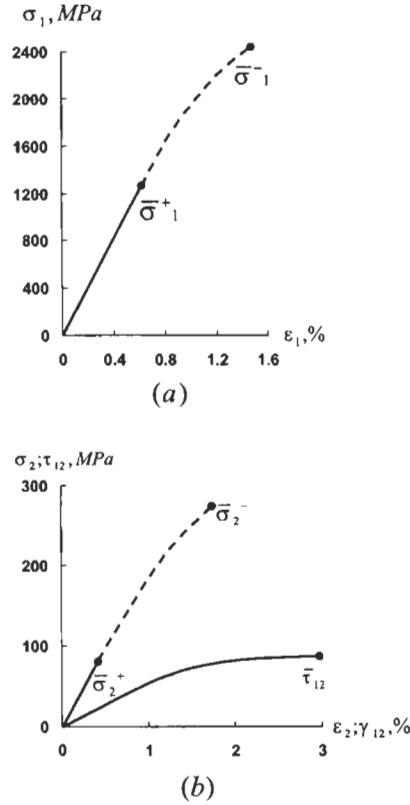 σ₁, MPa
2400
2000
1600
1200
800
400
0
σ̅⁻₁
σ̅⁺₁
0 0.4 0.8 1.2 1.6
ε₁,%
(a)
σ₂;τ₁₂, MPa
300
200
100
0
σ̅₂⁻
σ̅₂⁺
τ̅₁₂
0 1 2 3
ε₂;γ₁₂,%
(b)